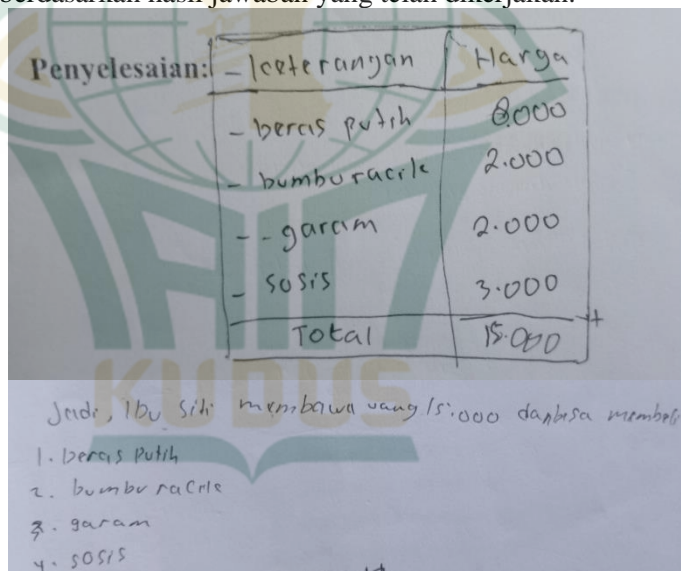 berdasarkan hasil jawaban yang telah dikerjakan.
Penyelesaian: - keterangan Harga
- beras putih 8.000
- bumbu racik 2.000
- - garam 2.000
- sosis 3.000
Total 15.000 +
Jadi, Ibu Siti membawa uang 15.000 dan bisa membeli
1. beras Putih
2. bumbu racik
3. garam
4. sosis
KUDUS